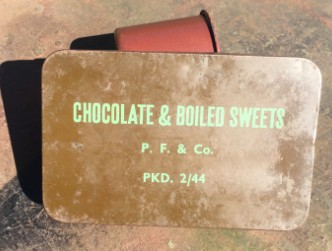 CHOCOLATE & BOILED SWEETS
P. F. & Co.
PKD. 2/44